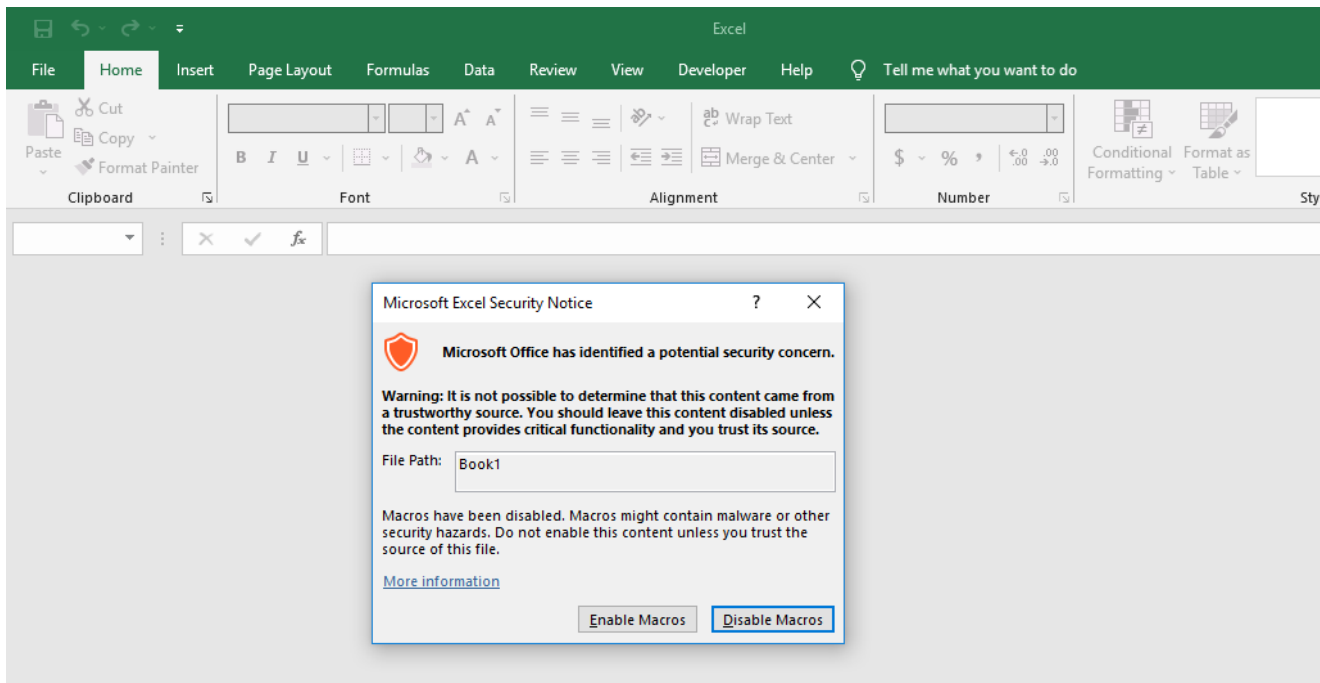 Excel
File Home Insert Page Layout Formulas Data Review View Developer Help Tell me what you want to do
Paste
Cut
Copy
Format Painter
Clipboard
A A
B I U A
Font
ab
c
Wrap Text
Merge & Center
Alignment
$ % ,
.0 .00
.00 .0
Number
Conditional
Formatting
Format as
Table
Sty
fx
Microsoft Excel Security Notice ?
Microsoft Office has identified a potential security concern.
Warning: It is not possible to determine that this content came from
a trustworthy source. You should leave this content disabled unless
the content provides critical functionality and you trust its source.
File Path: Book1
Macros have been disabled. Macros might contain malware or other
security hazards. Do not enable this content unless you trust the
source of this file.
More information
Enable Macros Disable Macros